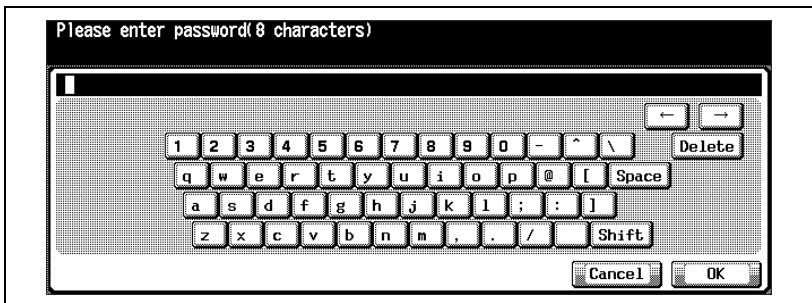 Please enter password(8 characters)
← →
1 2 3 4 5 6 7 8 9 0 - ^ \ Delete
q w e r t y u i o p @ [ Space
a s d f g h j k l ; : ]
z x c v b n m , . / Shift
Cancel OK